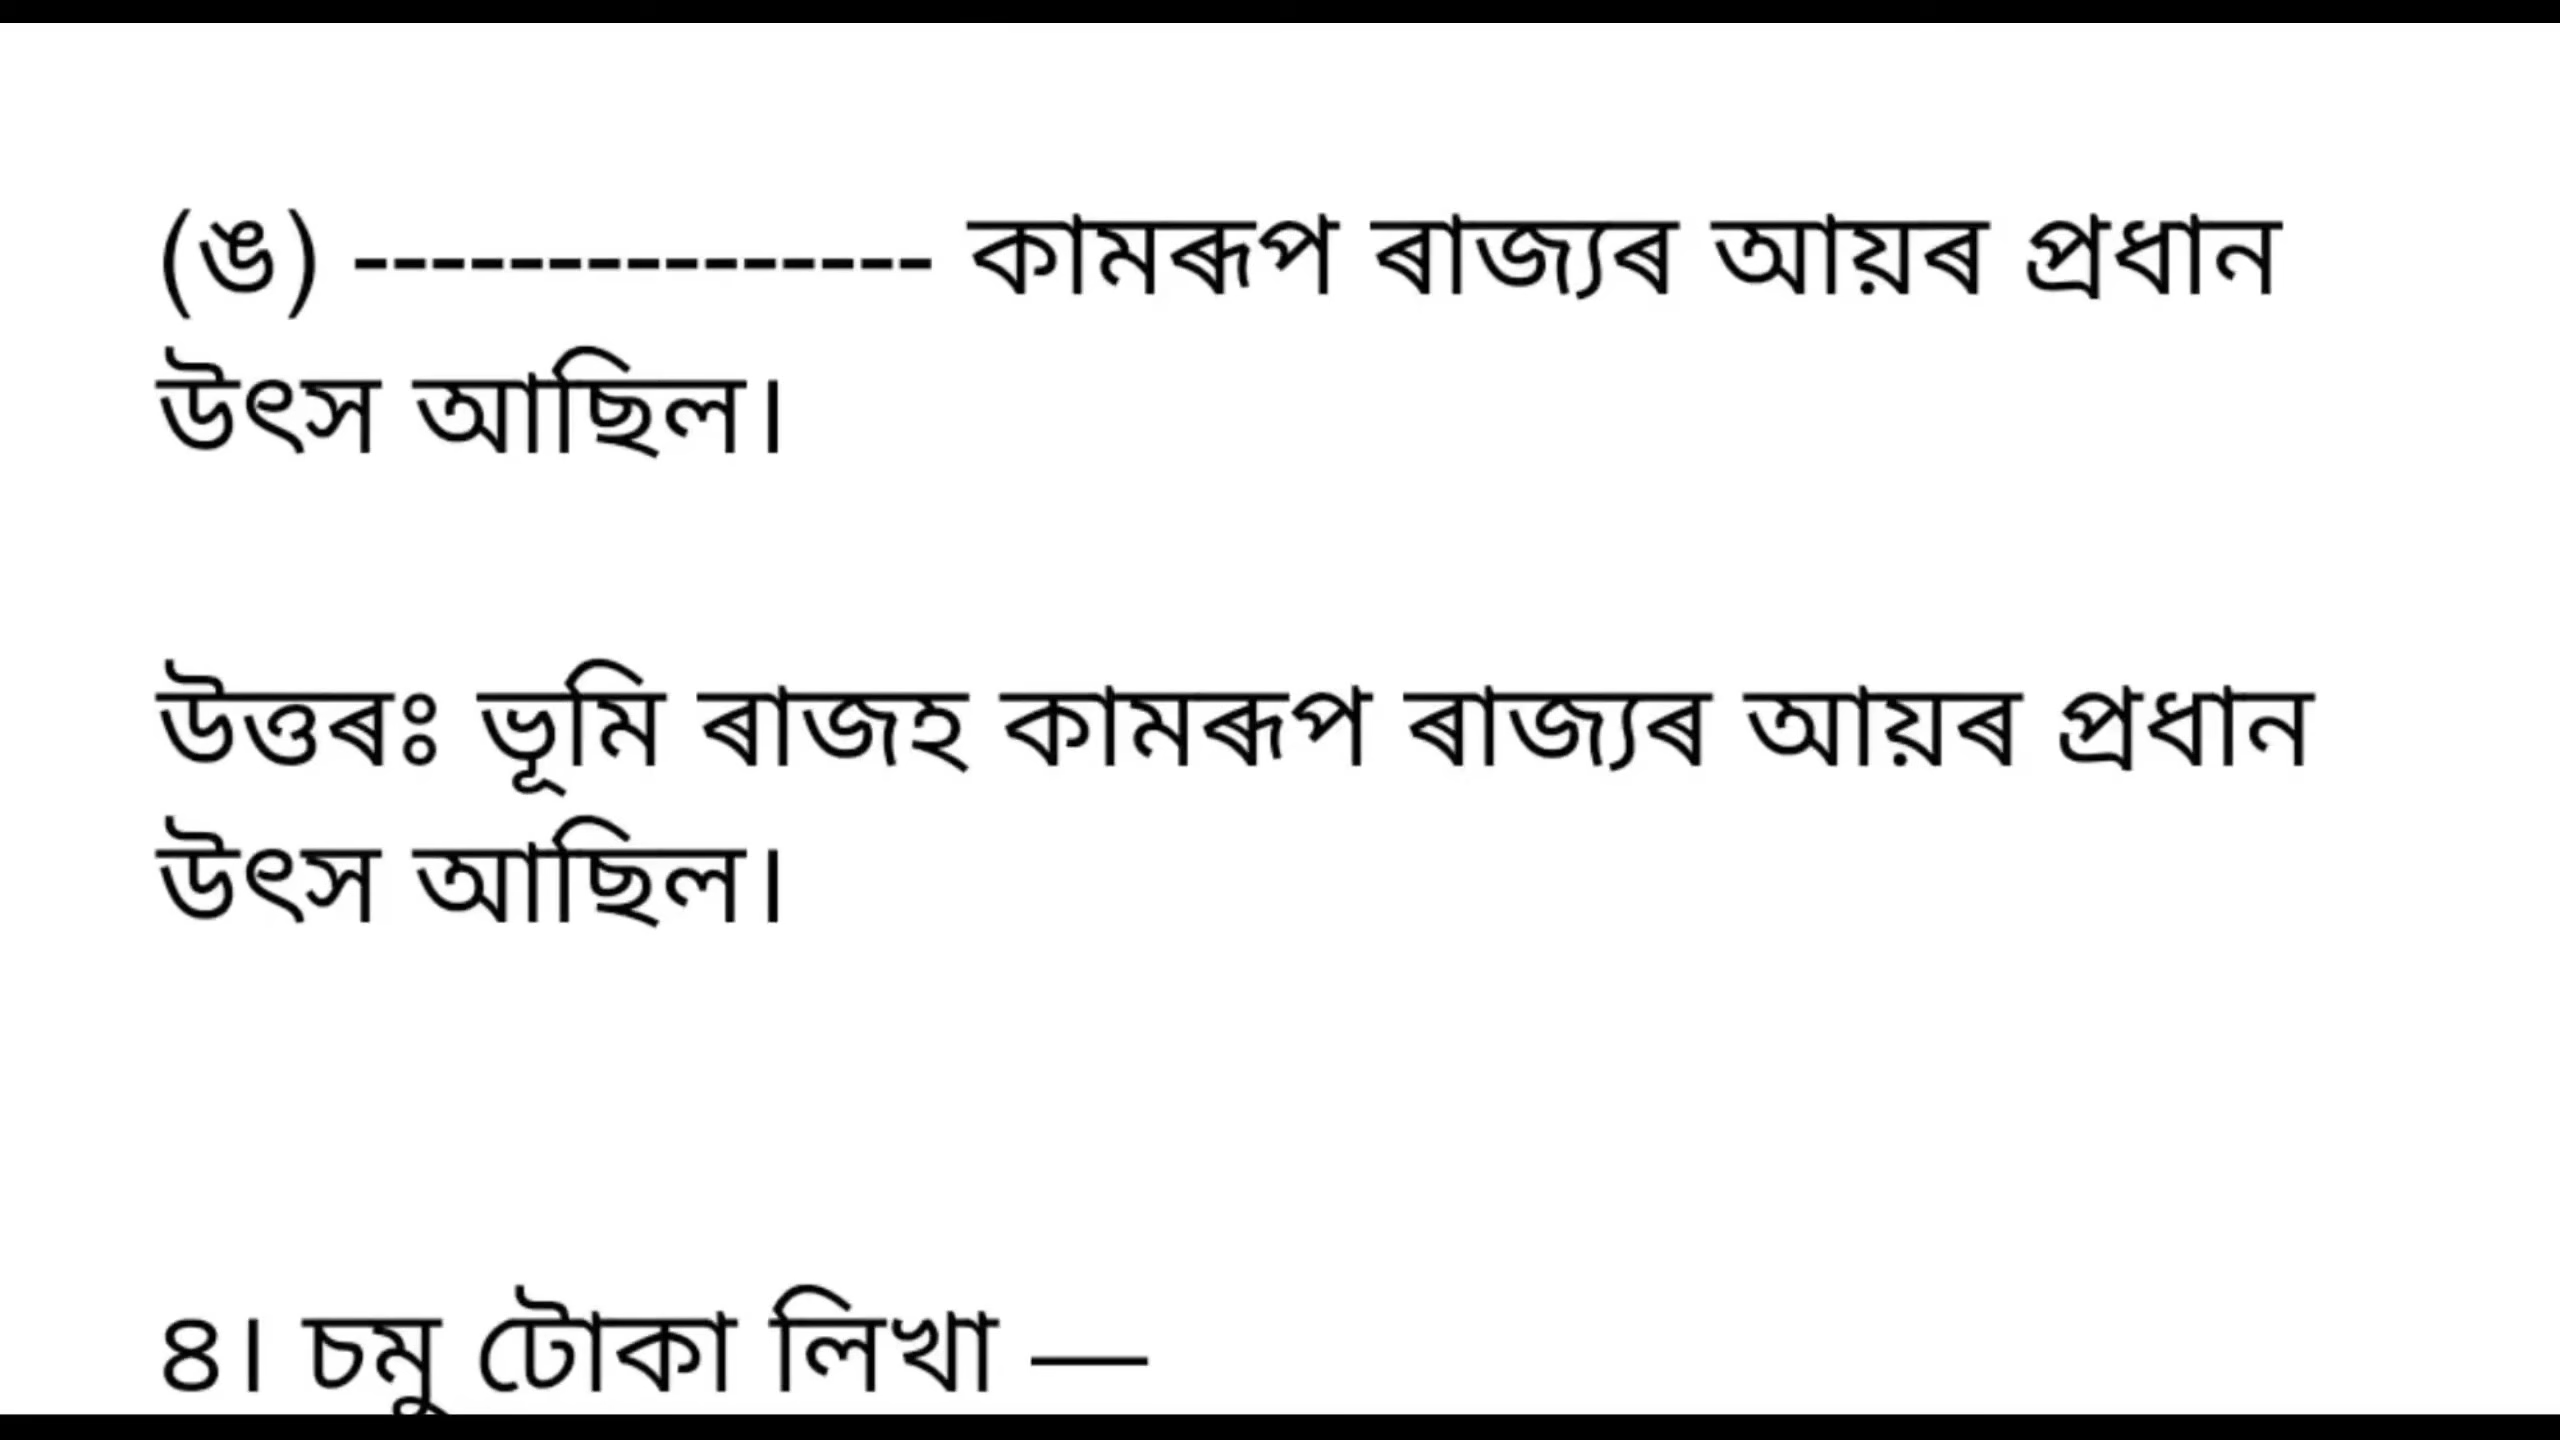 (ঙ) --------------- কামৰূপ ৰাজ্যৰ আয়ৰ প্ৰধান
উৎস আছিল।
উত্তৰঃ ভূমি ৰাজহ কামৰূপ ৰাজ্যৰ আয়ৰ প্ৰধান
উৎস আছিল।
৪। চমু টোকা লিখা —